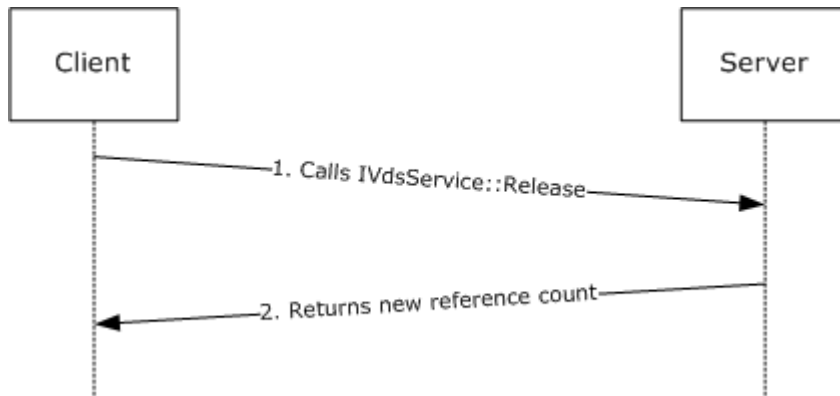 Client
Server
1. Calls IVdsService::Release
2. Returns new reference count